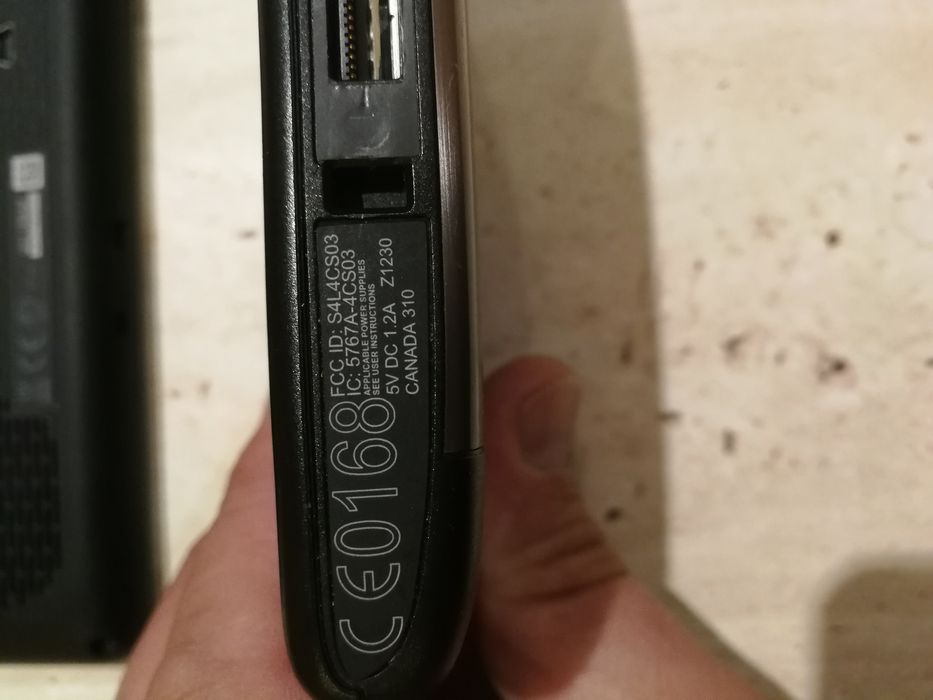 FCC ID: S4L4CS03
IC: 5767A-4CS03
APPLICABLE POWER SUPPLIES
SEE USER INSTRUCTIONS
5V DC 1.2A Z1230
CANADA 310
CE0168